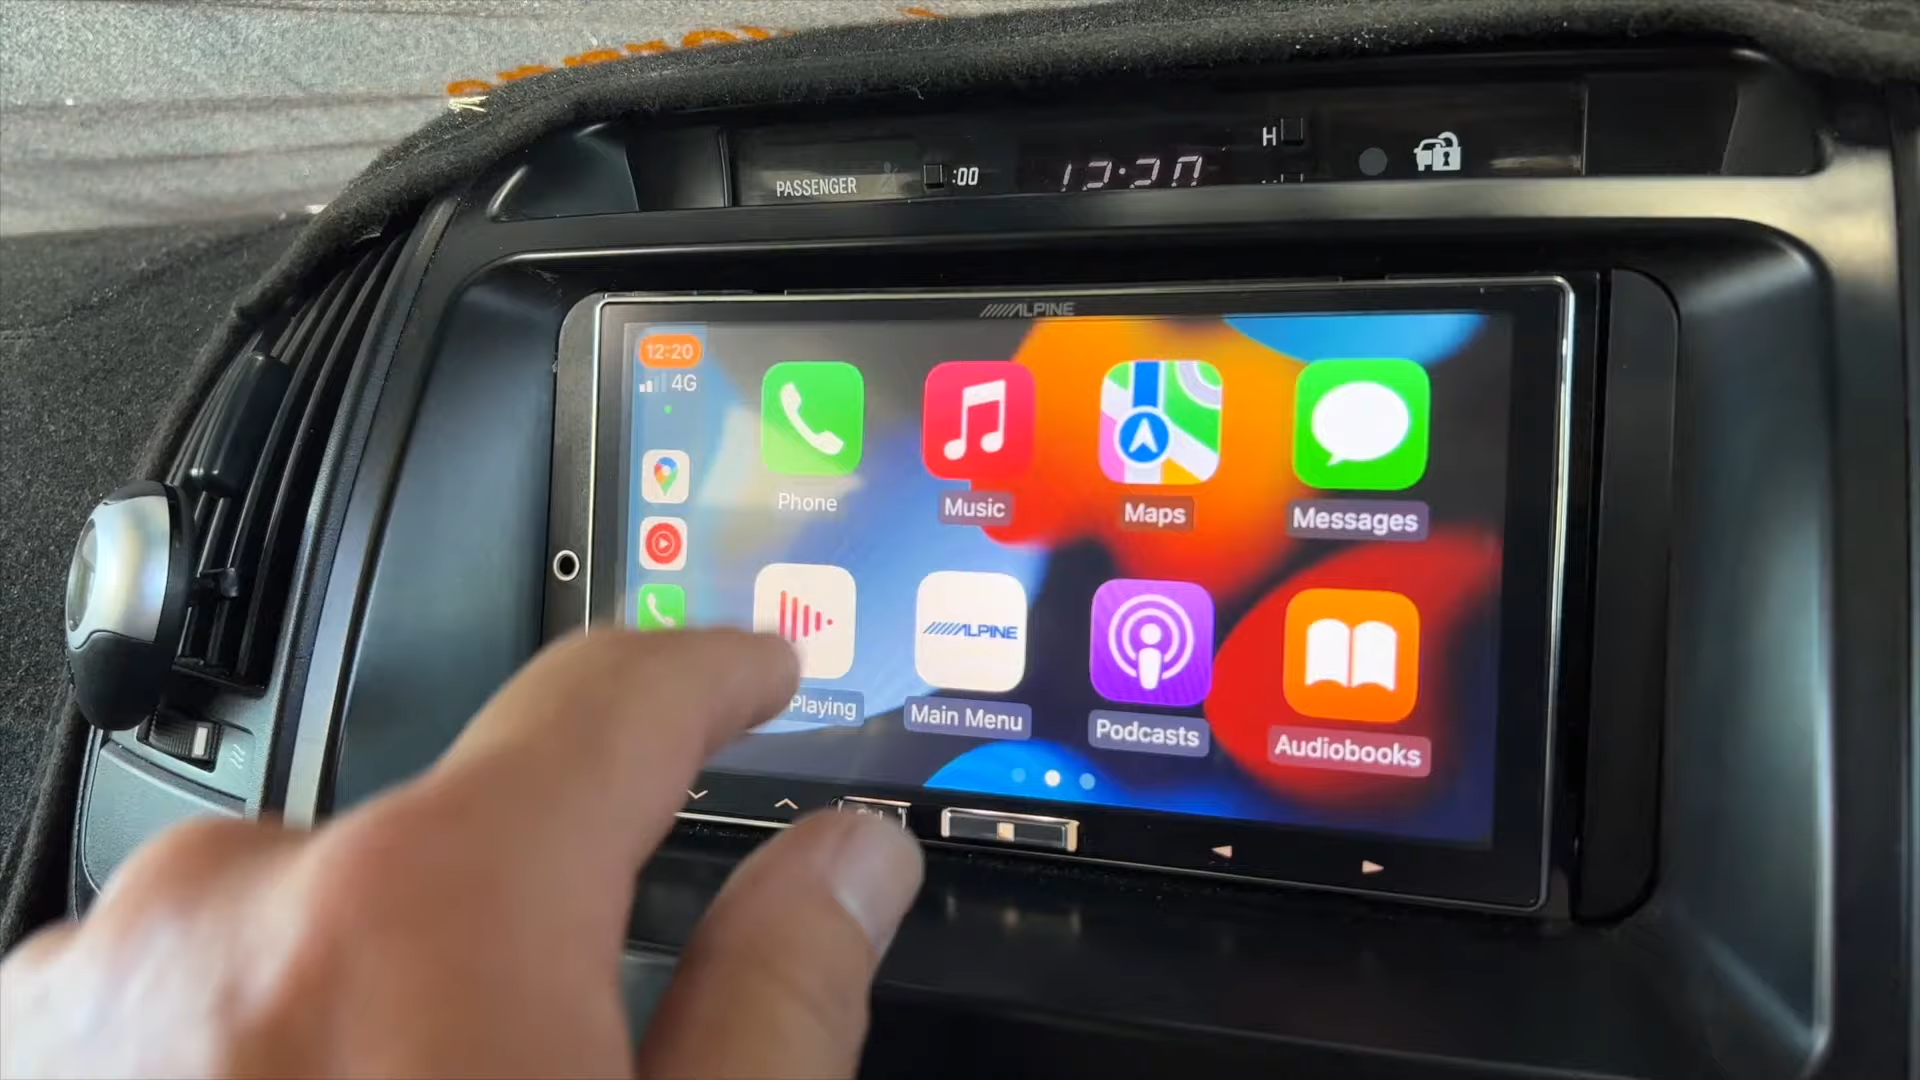 PASSENGER
:00
12:20
H
ALPINE
12:20
4G
Phone
Music
Maps
Messages
ALPINE
Playing
Main Menu
Podcasts
Audiobooks